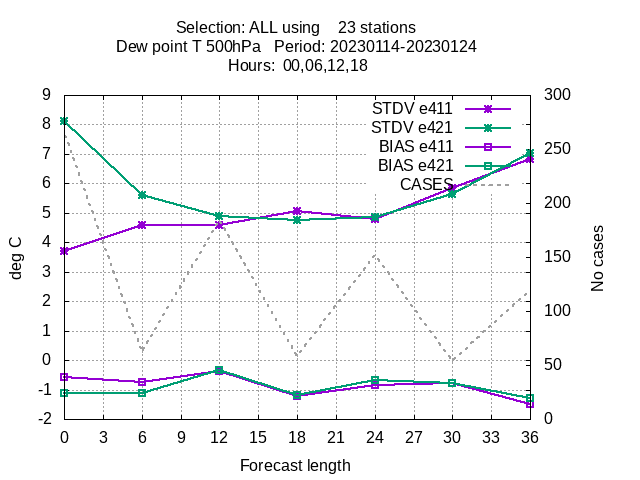 Selection: ALL using    23 stations
Dew point T 500hPa   Period: 20230114-20230124
Hours: 00,06,12,18
STDV e411
STDV e421
BIAS e411
BIAS e421
CASES
9
8
7
6
5
4
3
2
1
0
-1
-2
deg C
300
250
200
150
100
50
0
No cases
0 3 6 9 12 15 18 21 24 27 30 33 36
Forecast length